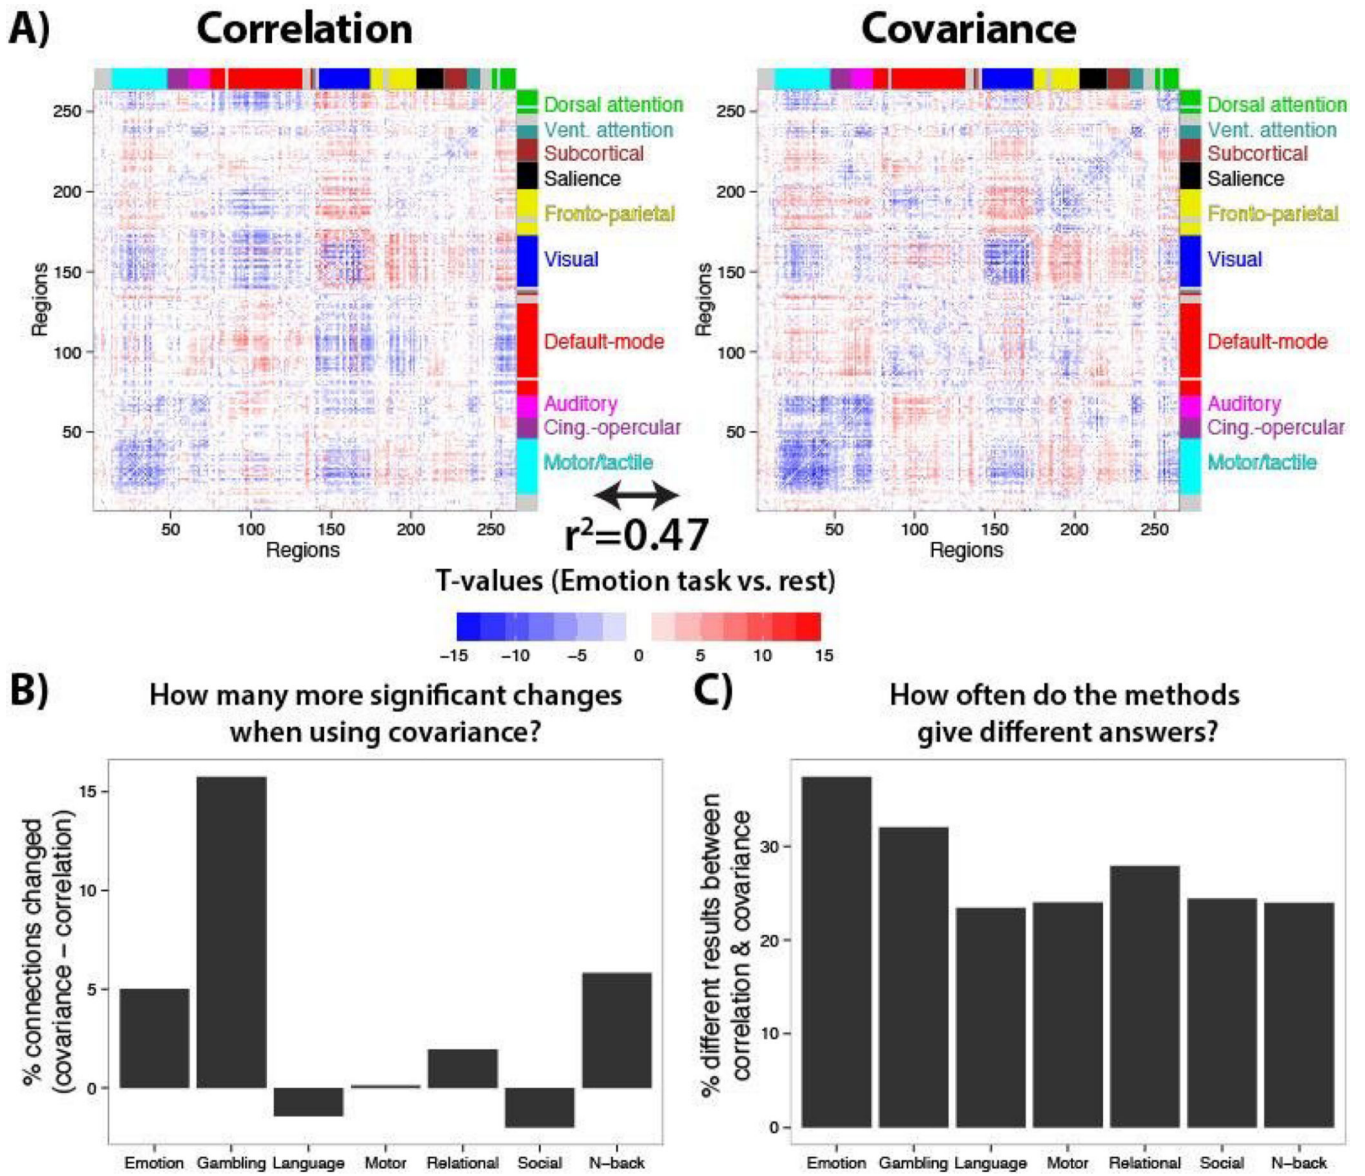 A)
Correlation
Covariance
250
200
150
100
50
Regions
Dorsal attention
Vent. attention
Subcortical
Salience
Fronto-parietal
Visual
Default-mode
Auditory
Cing.-opercular
Motor/tactile
50 100 150 200 250
Regions
250
200
150
100
50
Regions
Dorsal attention
Vent. attention
Subcortical
Salience
Fronto-parietal
Visual
Default-mode
Auditory
Cing.-opercular
Motor/tactile
50 100 150 200 250
Regions
r²=0.47
T-values (Emotion task vs. rest)
−15 −10 −5 0 5 10 15
B)
How many more significant changes
when using covariance?
% connections changed
(covariance − correlation)
15
10
5
0
Emotion Gambling Language Motor Relational Social N−back
C)
How often do the methods
give different answers?
% different results between
correlation & covariance
30
20
10
0
Emotion Gambling Language Motor Relational Social N−back